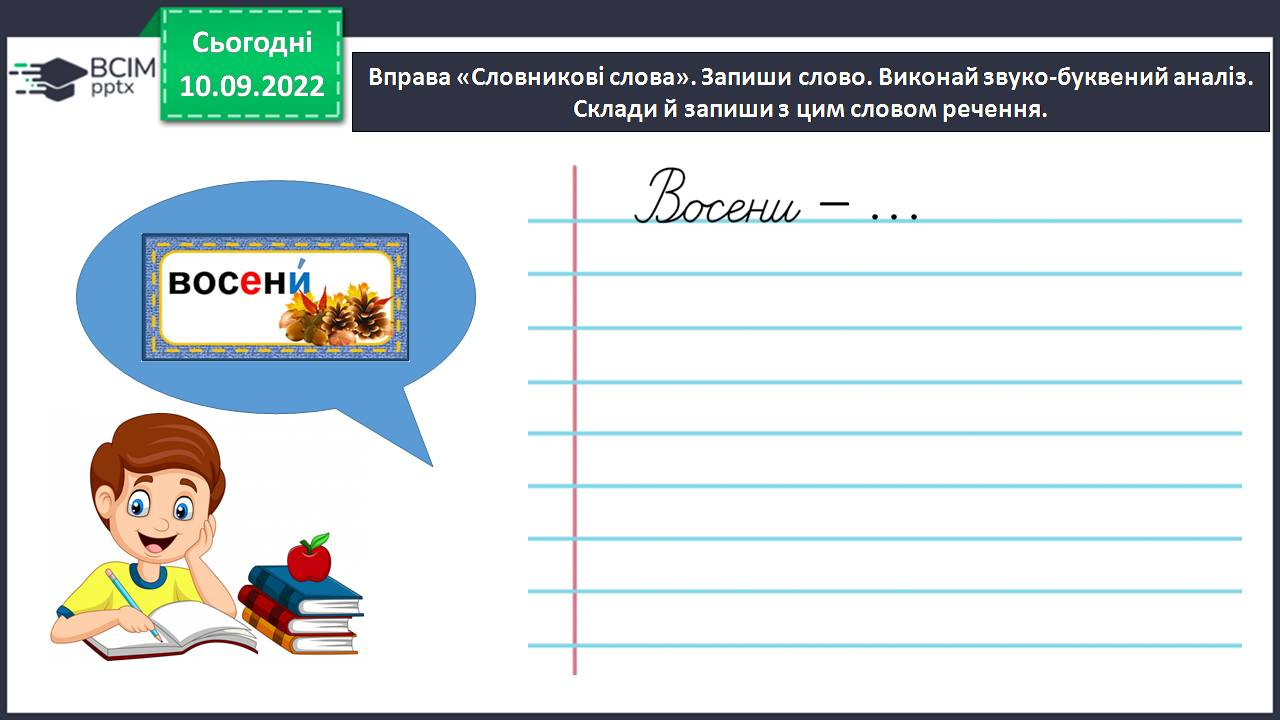 Сьогодні
10.09.2022
ВСІМ
pptx
Вправа «Словникові слова». Запиши слово. Виконай звуко-буквений аналіз.
Склади й запиши з цим словом речення.
восени́
Восени – ...